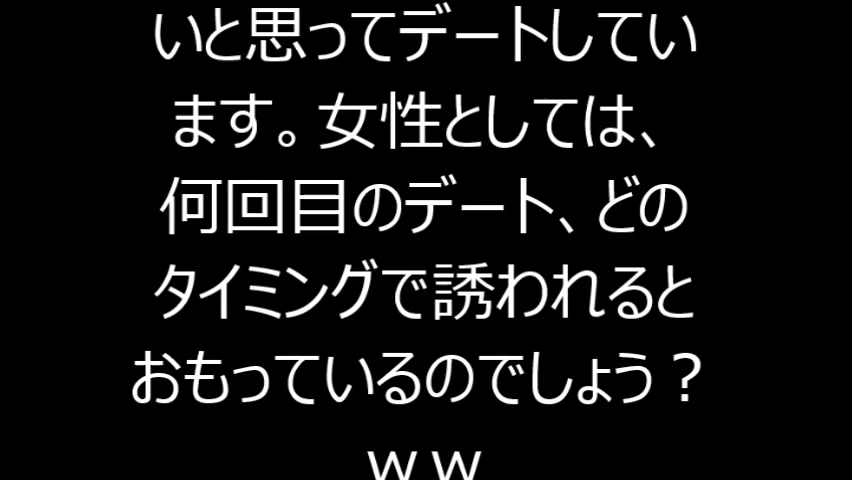 いと思ってデートしてい
ます。女性としては、
何回目のデート、どの
タイミングで誘われると
おもっているのでしょう？
ｗｗ